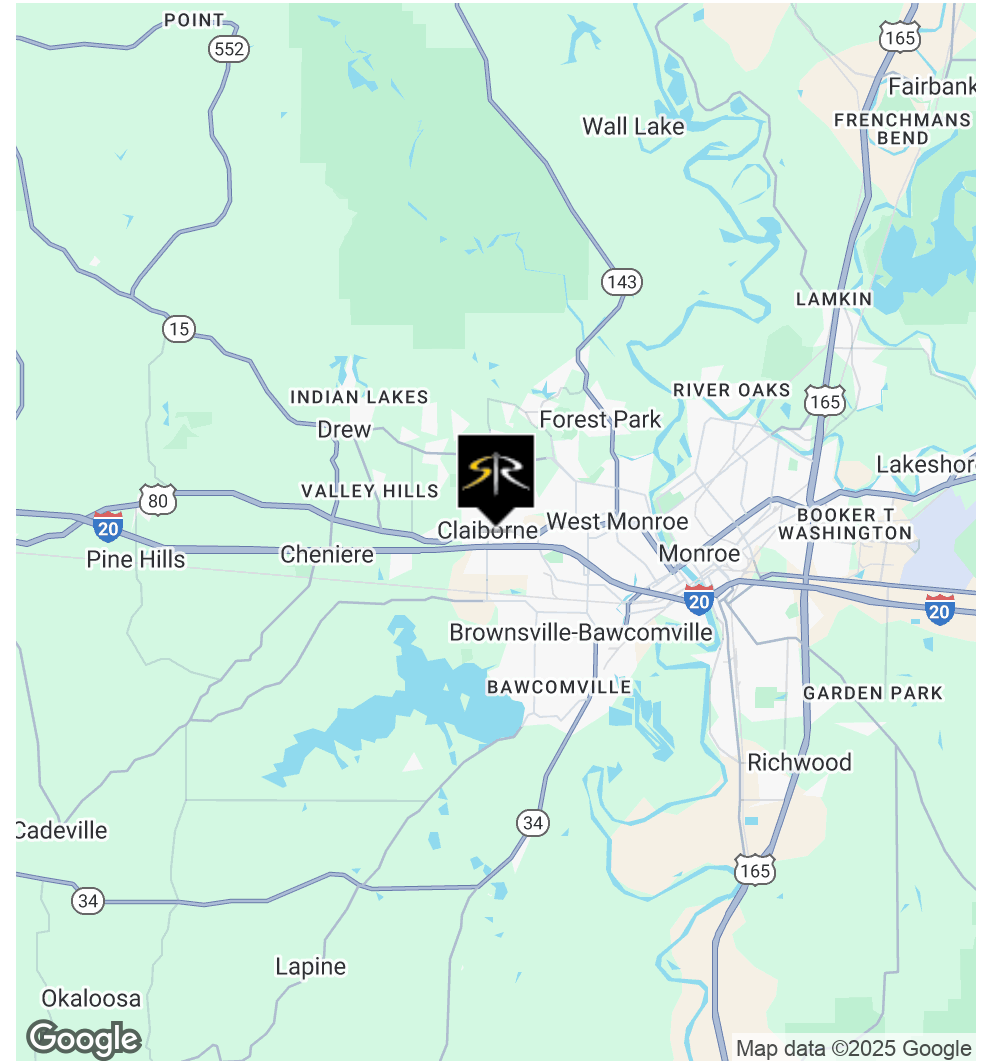 POINT
552
165
Fairbank
Wall Lake
FRENCHMANS
BEND
143
LAMKIN
15
INDIAN LAKES
RIVER OAKS
165
Drew
Forest Park
SR
Lakeshor
VALLEY HILLS
80
20
Claiborne
West Monroe
BOOKER T
WASHINGTON
Pine Hills
Cheniere
Monroe
20
20
Brownsville-Bawcomville
BAWCOMVILLE
GARDEN PARK
Richwood
34
Cadeville
165
34
Lapine
Okaloosa
Google
Map data ©2025 Google